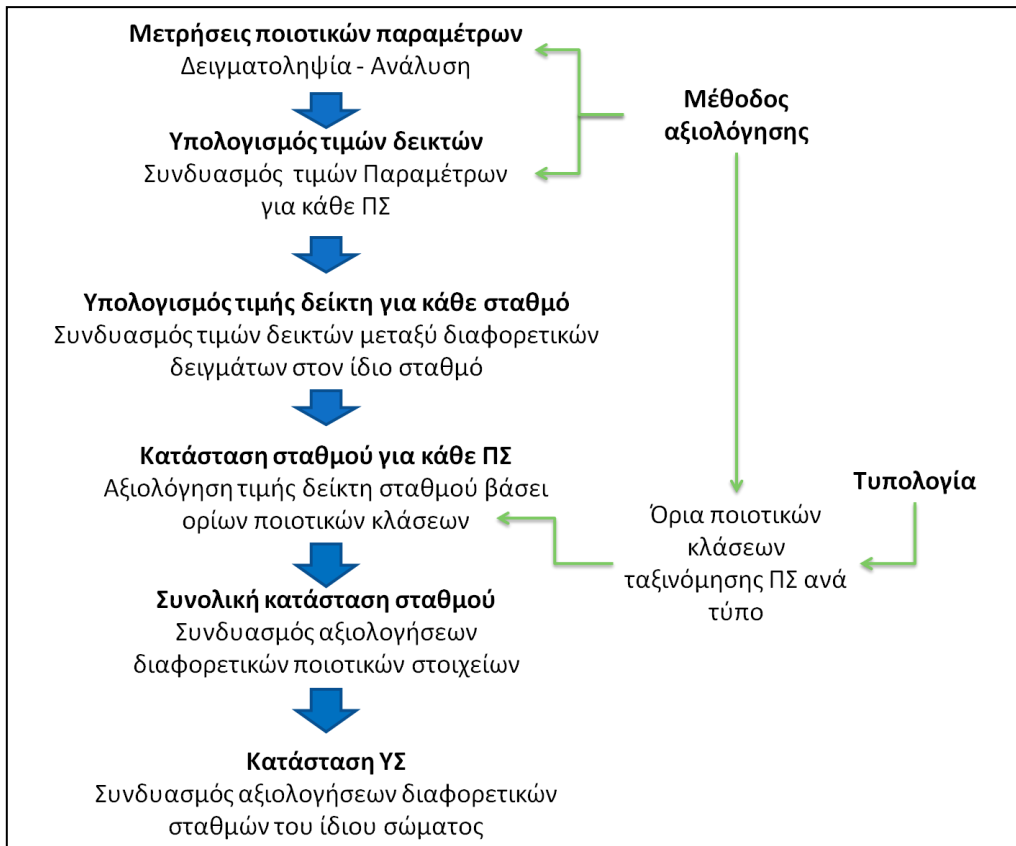 Μετρήσεις ποιοτικών παραμέτρων
Δειγματοληψία - Ανάλυση
Υπολογισμός τιμών δεικτών
Συνδυασμός τιμών Παραμέτρων
για κάθε ΠΣ
Υπολογισμός τιμής δείκτη για κάθε σταθμό
Συνδυασμός τιμών δεικτών μεταξύ διαφορετικών
δειγμάτων στον ίδιο σταθμό
Κατάσταση σταθμού για κάθε ΠΣ
Αξιολόγηση τιμής δείκτη σταθμού βάσει
ορίων ποιοτικών κλάσεων
Συνολική κατάσταση σταθμού
Συνδυασμός αξιολογήσεων
διαφορετικών ποιοτικών στοιχείων
Κατάσταση ΥΣ
Συνδυασμός αξιολογήσεων διαφορετικών
σταθμών του ίδιου σώματος
Μέθοδος
αξιολόγησης
Τυπολογία
Όρια ποιοτικών
κλάσεων
ταξινόμησης ΠΣ ανά
τύπο